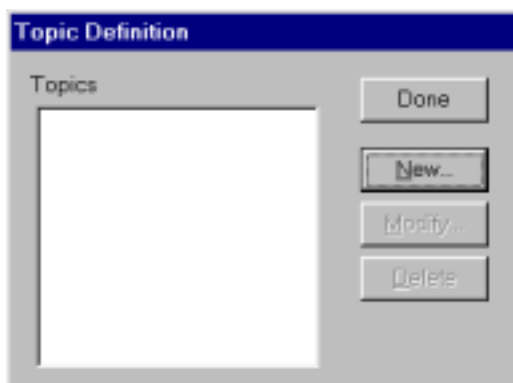 Topic Definition
Topics
Done
New...
Modify...
Delete